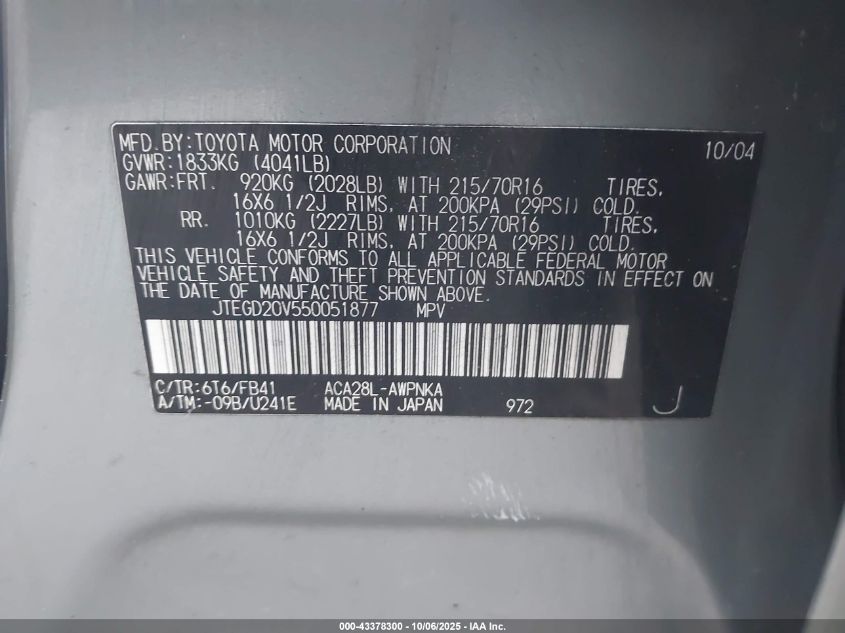 MFD.BY:TOYOTA MOTOR CORPORATION 10/04
GVWR:1833KG (4041LB)
GAWR:FRT. 920KG (2028LB) WITH 215/70R16 TIRES,
16X6 1/2J RIMS, AT 200KPA (29PSI) COLD.
RR. 1010KG (2227LB) WITH 215/70R16 TIRES,
16X6 1/2J RIMS, AT 200KPA (29PSI) COLD.
THIS VEHICLE CONFORMS TO ALL APPLICABLE FEDERAL MOTOR
VEHICLE SAFETY AND THEFT PREVENTION STANDARDS IN EFFECT ON
THE DATE OF MANUFACTURE SHOWN ABOVE.
JTEGD20V550051877 MPV
C/TR:6T6/FB41 ACA28L-AWPNKA
A/TM:-09B/U241E MADE IN JAPAN 972 J
000-43378300 - 10/06/2025 - IAA Inc.